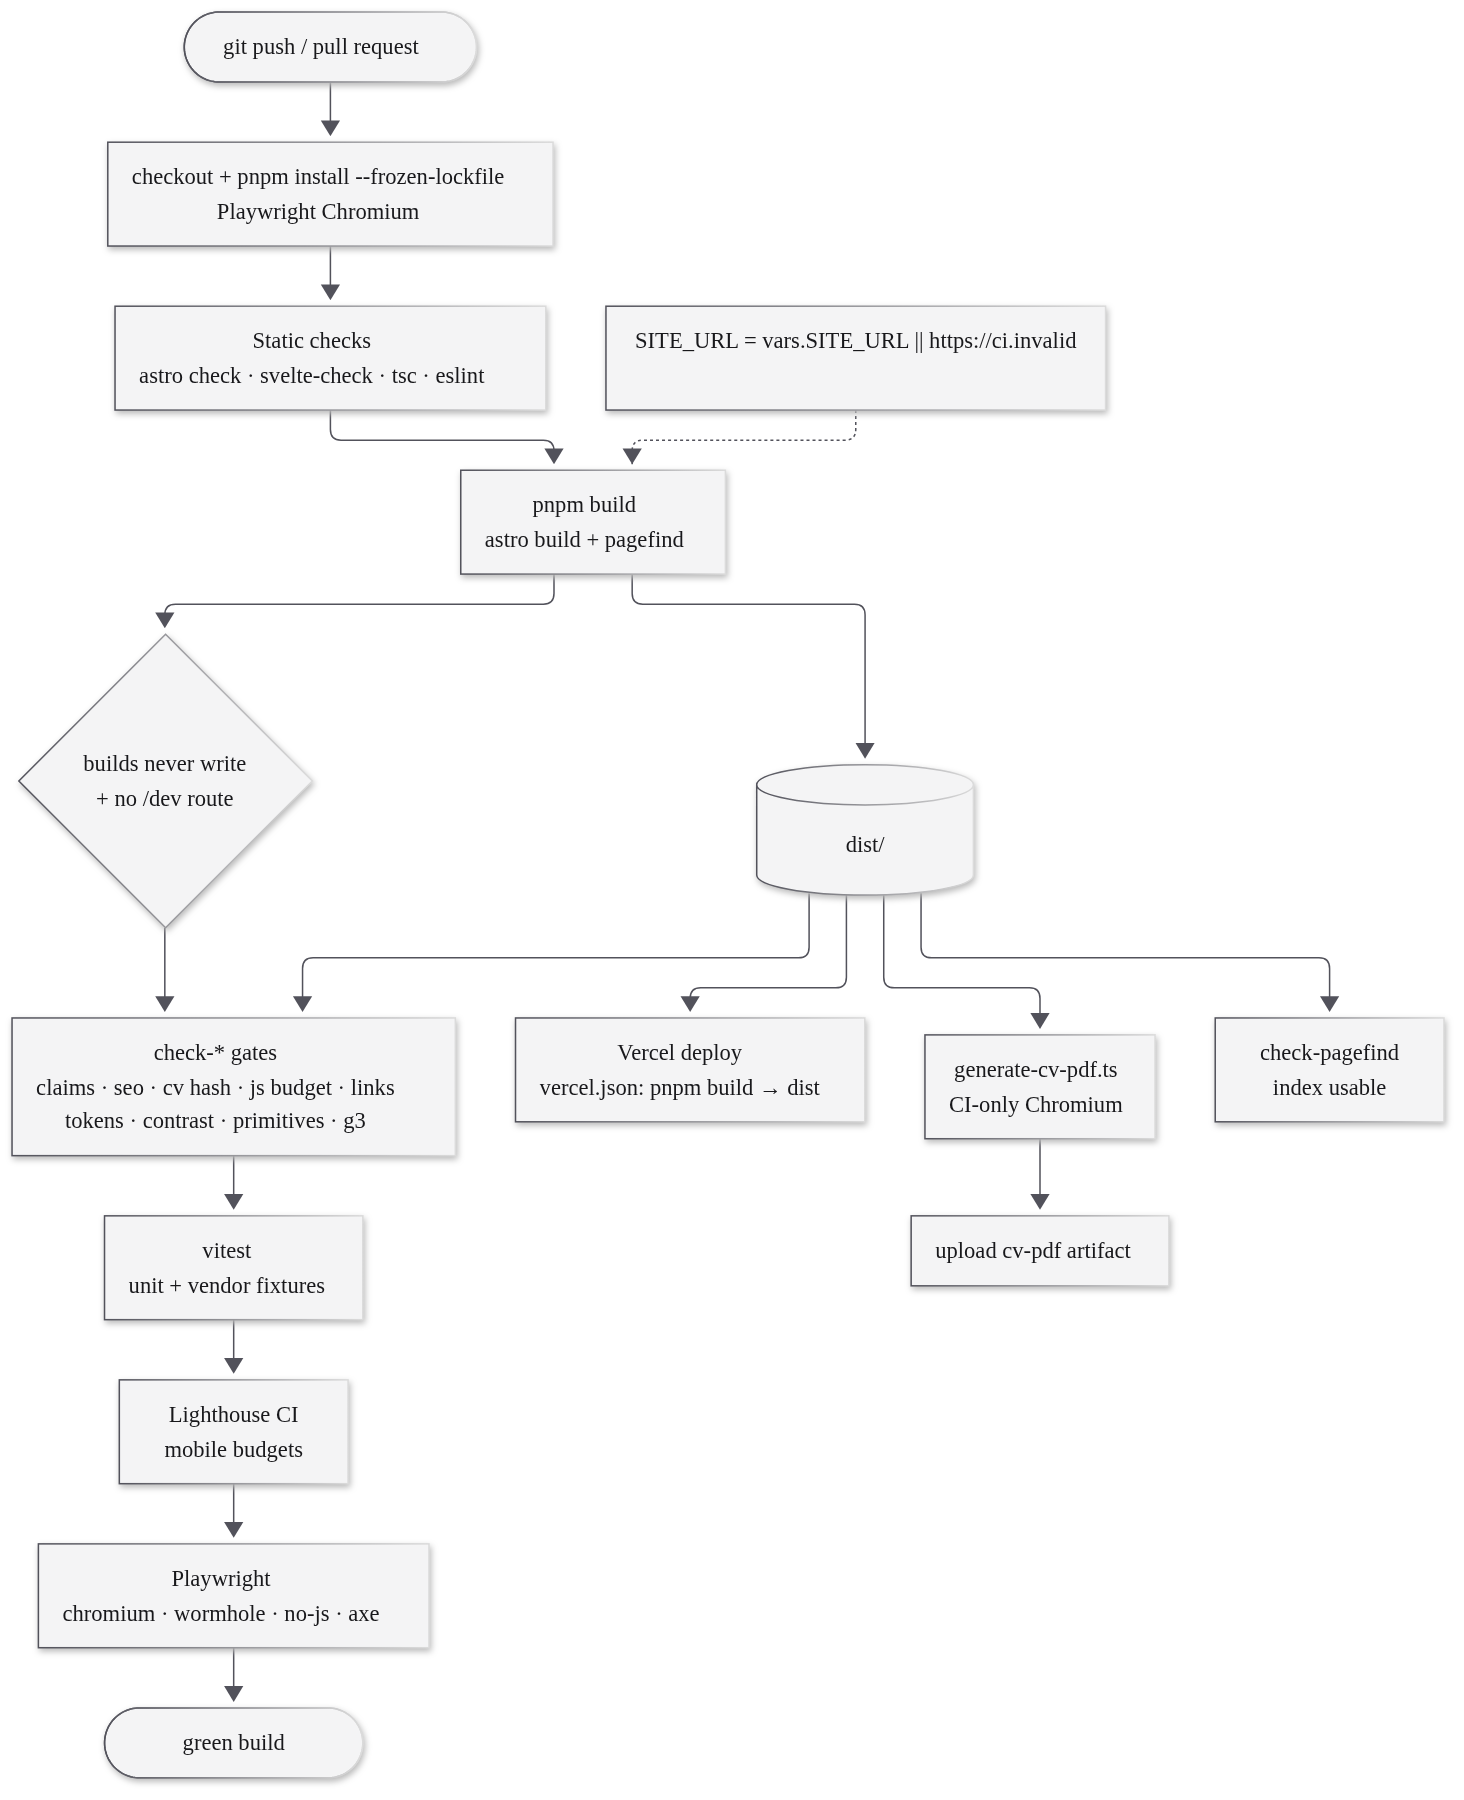 git push / pull request
checkout + pnpm install --frozen-lockfile
Playwright Chromium
Static checks
astro check · svelte-check · tsc · eslint
SITE_URL = vars.SITE_URL || https://ci.invalid
pnpm build
astro build + pagefind
builds never write
+ no /dev route
dist/
check-* gates
claims · seo · cv hash · js budget · links
tokens · contrast · primitives · g3
Vercel deploy
vercel.json: pnpm build → dist
generate-cv-pdf.ts
CI-only Chromium
check-pagefind
index usable
vitest
unit + vendor fixtures
upload cv-pdf artifact
Lighthouse CI
mobile budgets
Playwright
chromium · wormhole · no-js · axe
green build